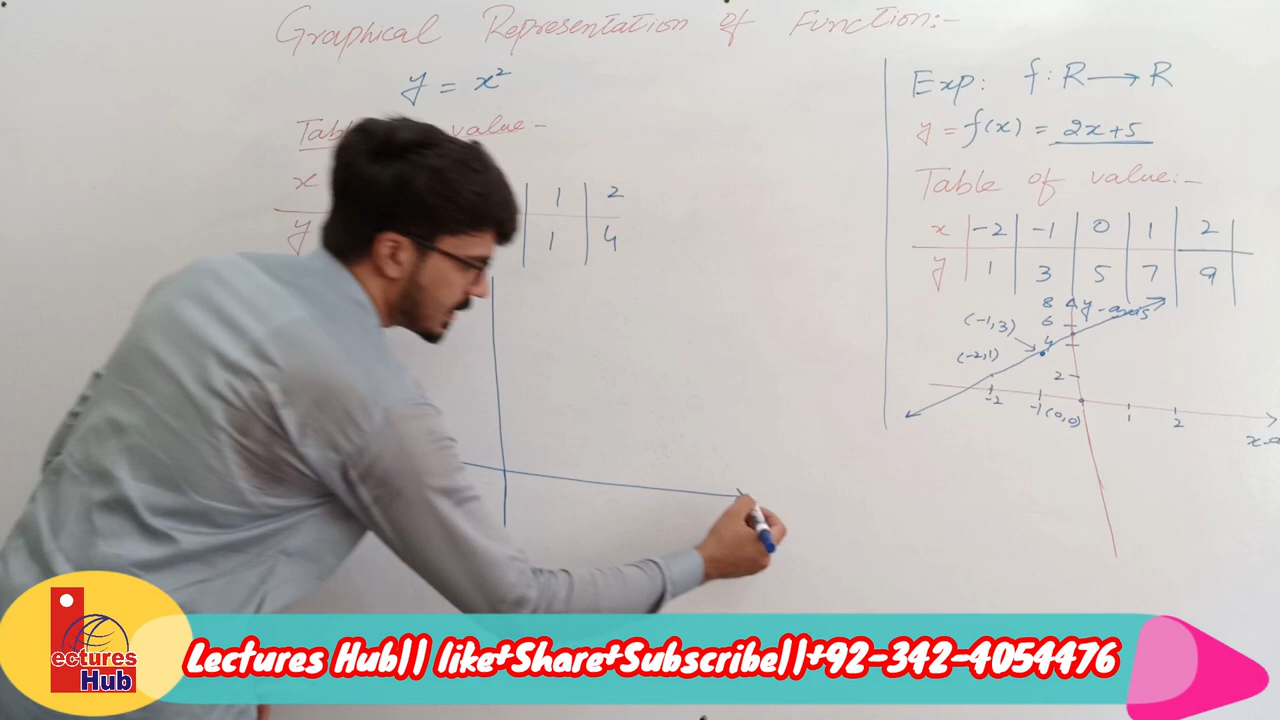 Graphical Representation of Function:-
y = x²
Tab value:-
x 1 2
y 1 4
Exp: f: R → R
y = f(x) = 2x+5
Table of value:-
x -2 -1 0 1 2
y 1 3 5 7 9
8 y-axis
(-1,3) 6
4
(-2,1)
2
-2 -1 (0,0) 1 2
Lectures Hub
Lectures Hub|| like+Share+Subscribe||+92-342-4054476